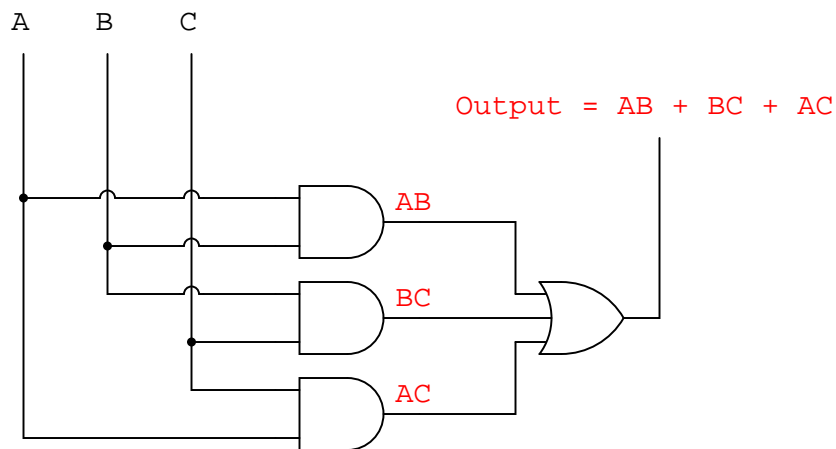 A B C
Output = AB + BC + AC
AB
BC
AC